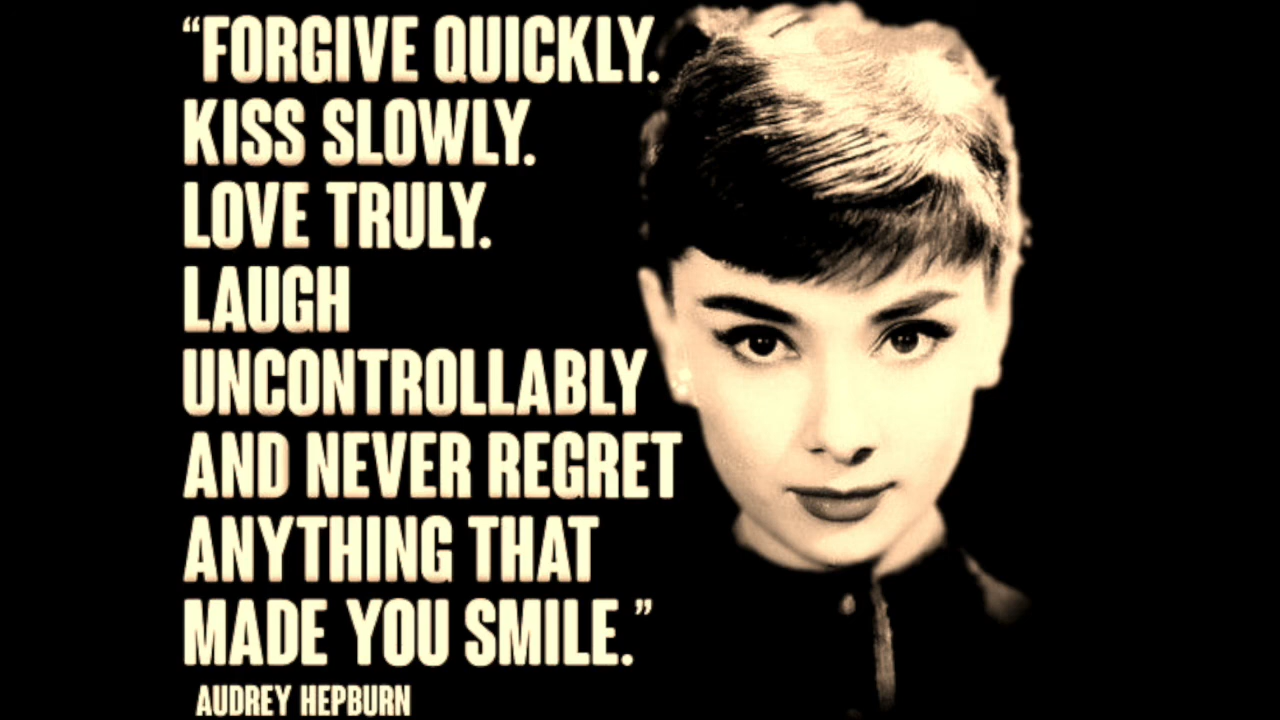 “FORGIVE QUICKLY.
KISS SLOWLY.
LOVE TRULY.
LAUGH
UNCONTROLLABLY
AND NEVER REGRET
ANYTHING THAT
MADE YOU SMILE.”
AUDREY HEPBURN